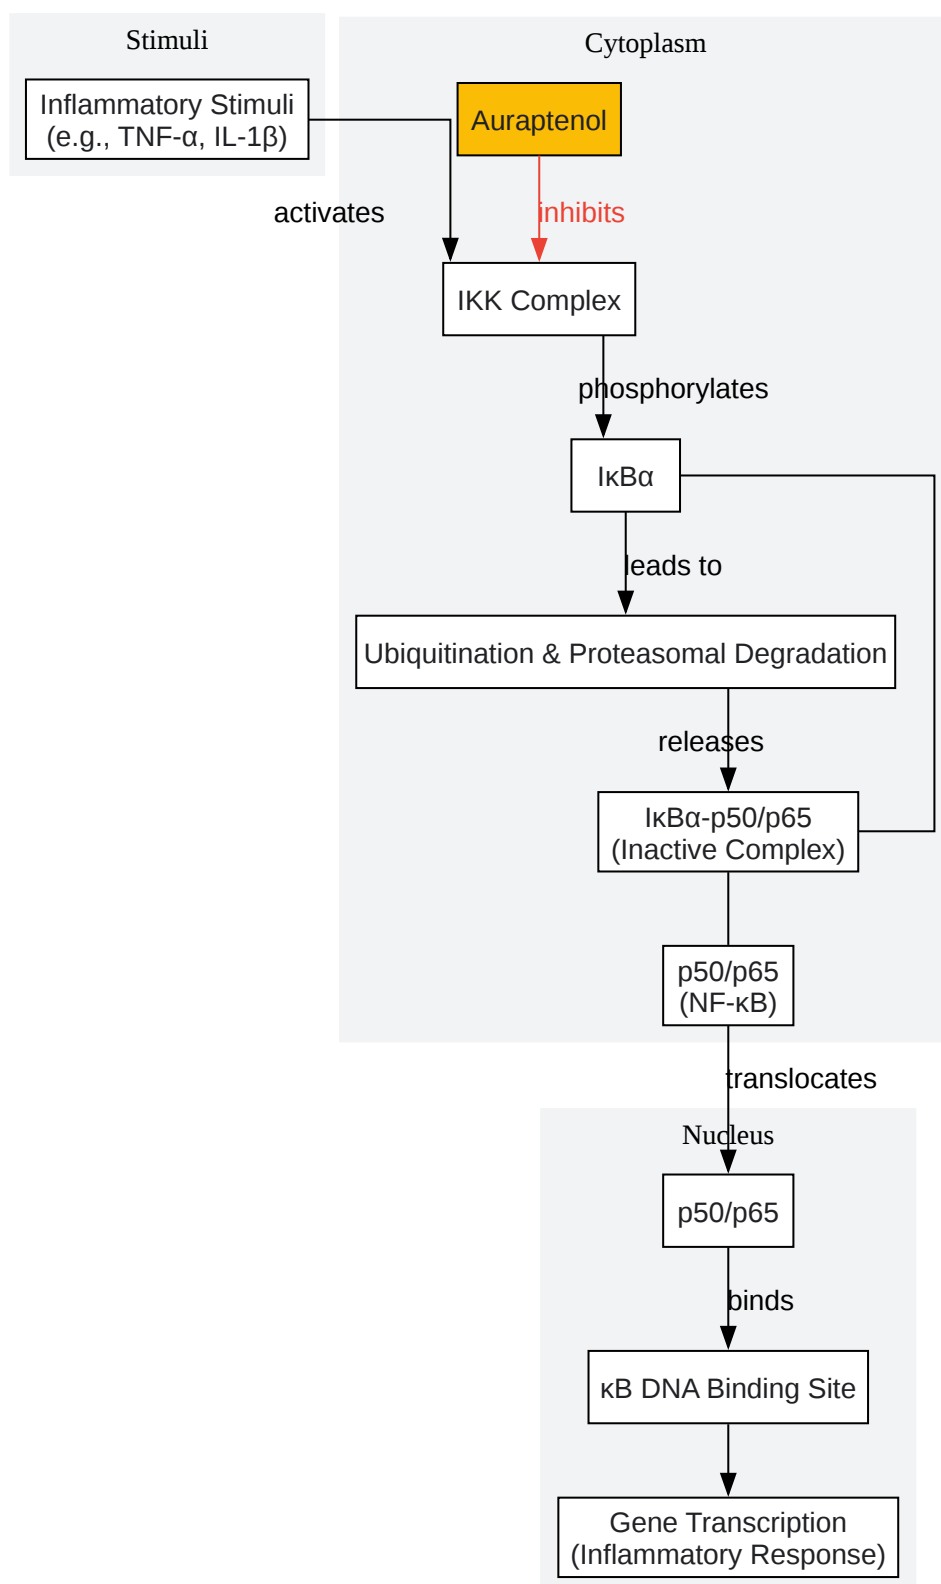 Stimuli
Cytoplasm
Inflammatory Stimuli
(e.g., TNF-α, IL-1β)
Auraptenol
activates
inhibits
IKK Complex
phosphorylates
IκBα
leads to
Ubiquitination & Proteasomal Degradation
releases
IκBα-p50/p65
(Inactive Complex)
p50/p65
(NF-κB)
translocates
Nucleus
p50/p65
binds
κB DNA Binding Site
Gene Transcription
(Inflammatory Response)